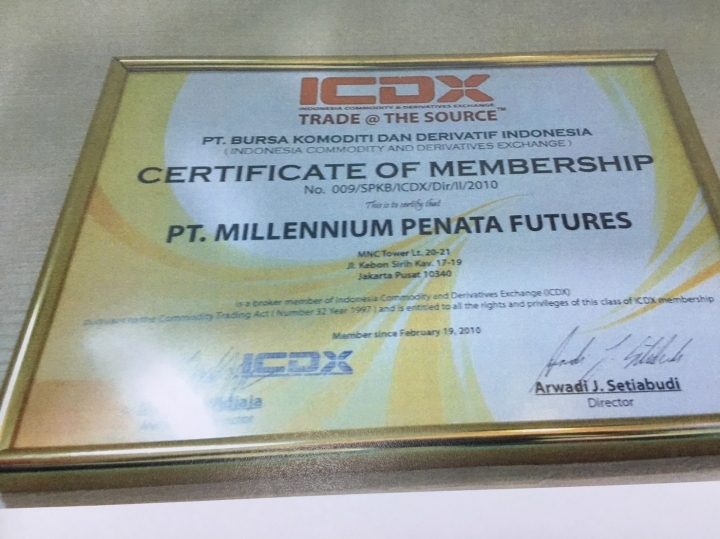 ICDX
INDONESIA COMMODITY & DERIVATIVES EXCHANGE
TRADE @ THE SOURCE™
PT. BURSA KOMODITI DAN DERIVATIF INDONESIA
( INDONESIA COMMODITY AND DERIVATIVES EXCHANGE )
CERTIFICATE OF MEMBERSHIP
No. 009/SPKB/ICDX/Dir/II/2010
This is to certify that
PT. MILLENNIUM PENATA FUTURES
MNC Tower Lt. 20-21
Jl. Kebon Sirih Kav. 17-19
Jakarta Pusat 10340
is a broker member of Indonesia Commodity and Derivatives Exchange (ICDX)
pursuant to the Commodity Trading Act ( Number 32 Year 1997 ) and is entitled to all the rights and privileges of this class of ICDX membership
Member since February 19, 2010
ICDX
Arwadi J. Setiabudi
Director